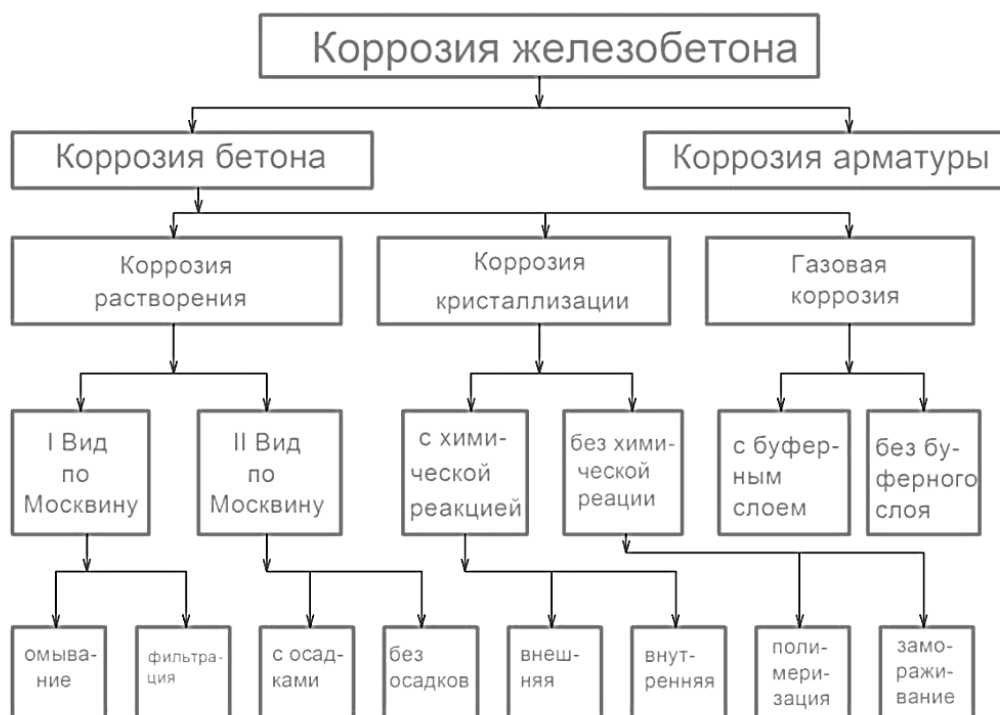 Коррозия железобетона
Коррозия бетона
Коррозия арматуры
Коррозия
растворения
Коррозия
кристаллизации
Газовая
коррозия
I Вид
по
Москвину
II Вид
по
Москвину
с хими-
ческой
реакцией
без хими-
ческой
реации
с буфер-
ным
слоем
без бу-
ферного
слоя
омыва-
ние
фильтра-
ция
с осад-
ками
без
осадков
внеш-
няя
внут-
ренняя
поли-
мери-
зация
замо-
ражи-
вание